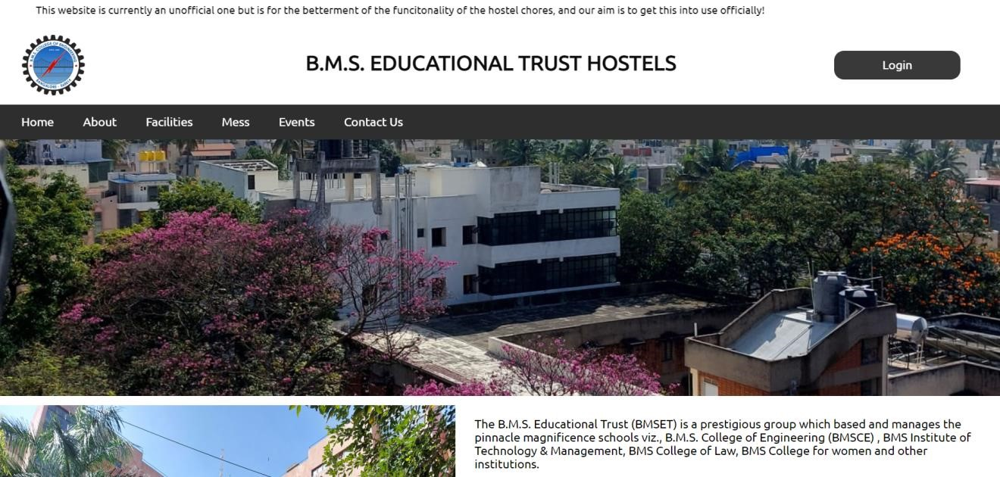 This website is currently an unofficial one but is for the betterment of the funcitonality of the hostel chores, and our aim is to get this into use officially!
B.M.S. COLLEGE OF ENGINEERING
B.M.S. EDUCATIONAL TRUST HOSTELS
Login
Home About Facilities Mess Events Contact Us
The B.M.S. Educational Trust (BMSET) is a prestigious group which based and manages the
pinnacle magnificence schools viz., B.M.S. College of Engineering (BMSCE) , BMS Institute of
Technology & Management, BMS College of Law, BMS College for women and other
institutions.